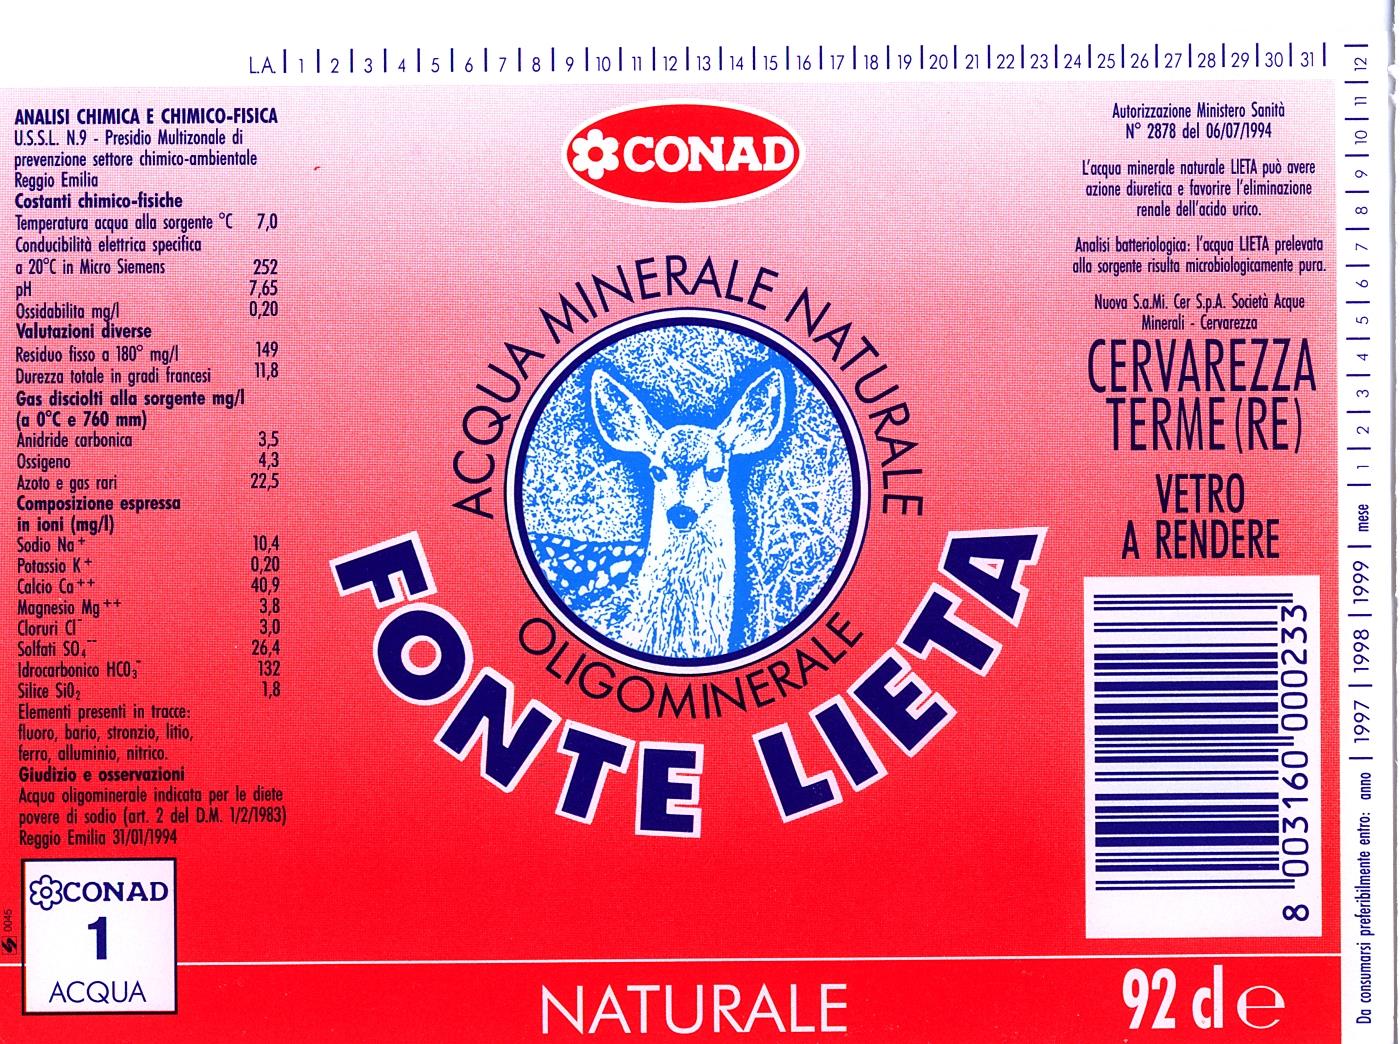 L.A. 1 2 3 4 5 6 7 8 9 10 11 12 13 14 15 16 17 18 19 20 21 22 23 24 25 26 27 28 29 30 31
ANALISI CHIMICA E CHIMICO-FISICA
U.S.S.L. N.9 - Presidio Multizonale di
prevenzione settore chimico-ambientale
Reggio Emilia
Costanti chimico-fisiche
Temperatura acqua alla sorgente °C 7,0
Conducibilità elettrica specifica
a 20°C in Micro Siemens 252
pH 7,65
Ossidabilita mg/l 0,20
Valutazioni diverse
Residuo fisso a 180° mg/l 149
Durezza totale in gradi francesi 11,8
Gas disciolti alla sorgente mg/l
(a 0°C e 760 mm)
Anidride carbonica 3,5
Ossigeno 4,3
Azoto e gas rari 22,5
Composizione espressa
in ioni (mg/l)
Sodio Na+ 10,4
Potassio K+ 0,20
Calcio Ca++ 40,9
Magnesio Mg++ 3,8
Cloruri Cl- 3,0
Solfati SO4-- 26,4
Idrocarbonico HCO3- 132
Silice SiO2 1,8
Elementi presenti in tracce:
fluoro, bario, stronzio, litio,
ferro, alluminio, nitrico.
Giudizio e osservazioni
Acqua oligominerale indicata per le diete
povere di sodio (art. 2 del D.M. 1/2/1983)
Reggio Emilia 31/01/1994
CONAD
1
ACQUA
0045
CONAD
ACQUA MINERALE NATURALE
OLIGOMINERALE
FONTE LIETA
NATURALE
Autorizzazione Ministero Sanità
N° 2878 del 06/07/1994
L'acqua minerale naturale LIETA può avere
azione diuretica e favorire l'eliminazione
renale dell'acido urico.
Analisi batteriologica: l'acqua LIETA prelevata
alla sorgente risulta microbiologicamente pura.
Nuova S.a.Mi. Cer S.p.A. Società Acque
Minerali - Cervarezza
CERVAREZZA
TERME (RE)
VETRO
A RENDERE
8 003160 000233
92 cl e
Da consumarsi preferibilmente entro: anno 1997 1998 1999 mese 1 2 3 4 5 6 7 8 9 10 11 12